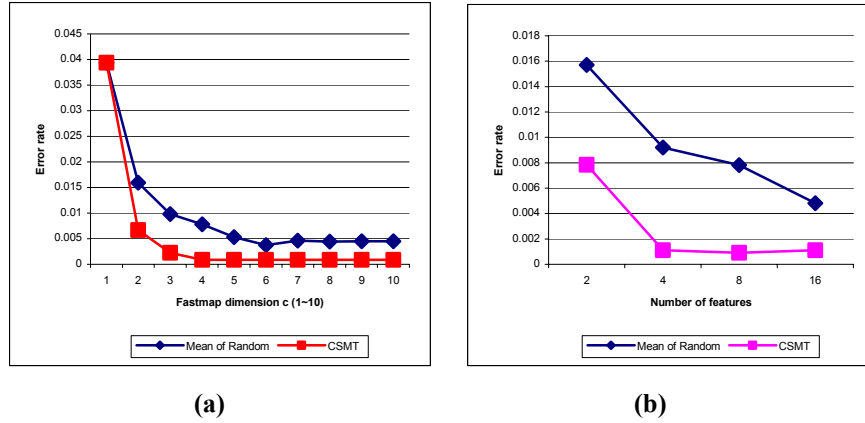 0.045
0.04
0.035
0.03
0.025
0.02
0.015
0.01
0.005
0
Error rate
1 2 3 4 5 6 7 8 9 10
Fastmap dimension c (1~10)
Mean of Random CSMT
(a)
0.018
0.016
0.014
0.012
0.01
0.008
0.006
0.004
0.002
0
Error rate
2 4 8 16
Number of features
Mean of Random CSMT
(b)